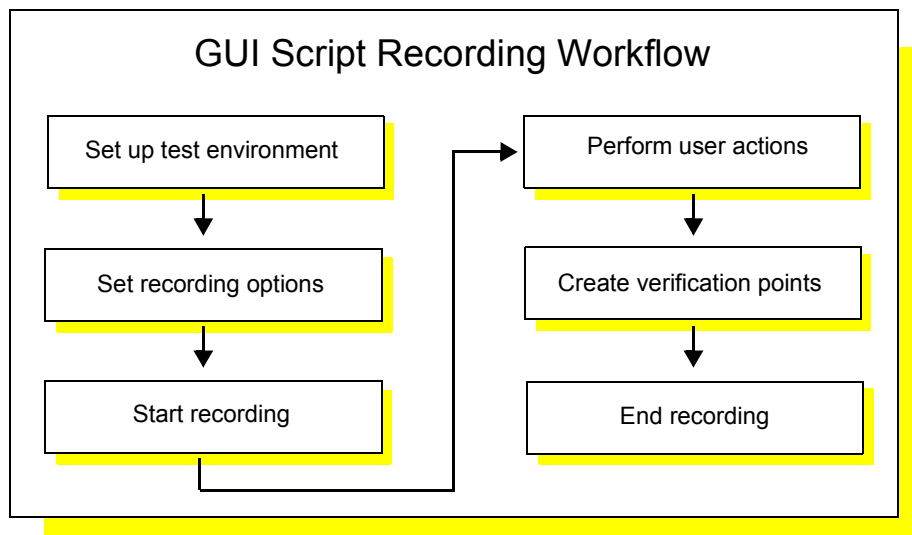 GUI Script Recording Workflow
Set up test environment
Set recording options
Start recording
Perform user actions
Create verification points
End recording